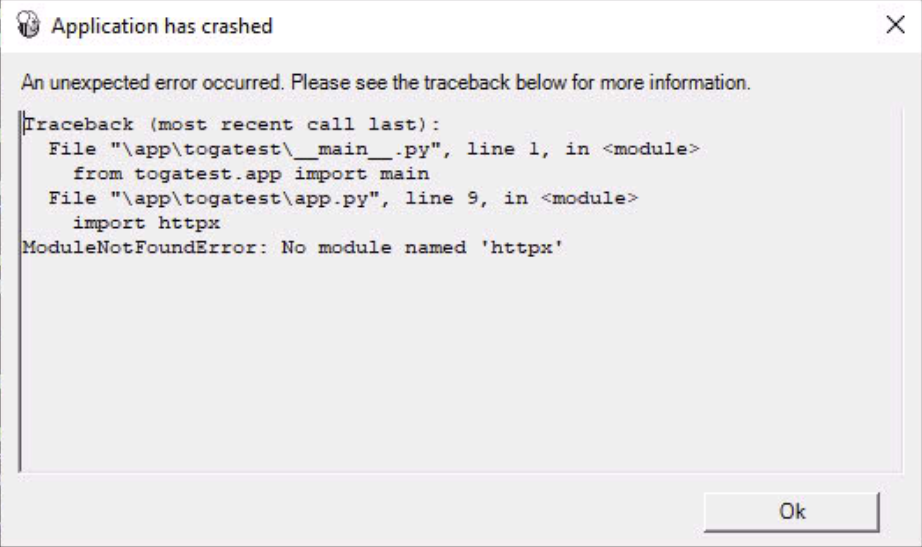 Application has crashed
An unexpected error occurred. Please see the traceback below for more information.
Traceback (most recent call last):
  File "\app\togatest\__main__.py", line 1, in <module>
    from togatest.app import main
  File "\app\togatest\app.py", line 9, in <module>
    import httpx
ModuleNotFoundError: No module named 'httpx'
Ok